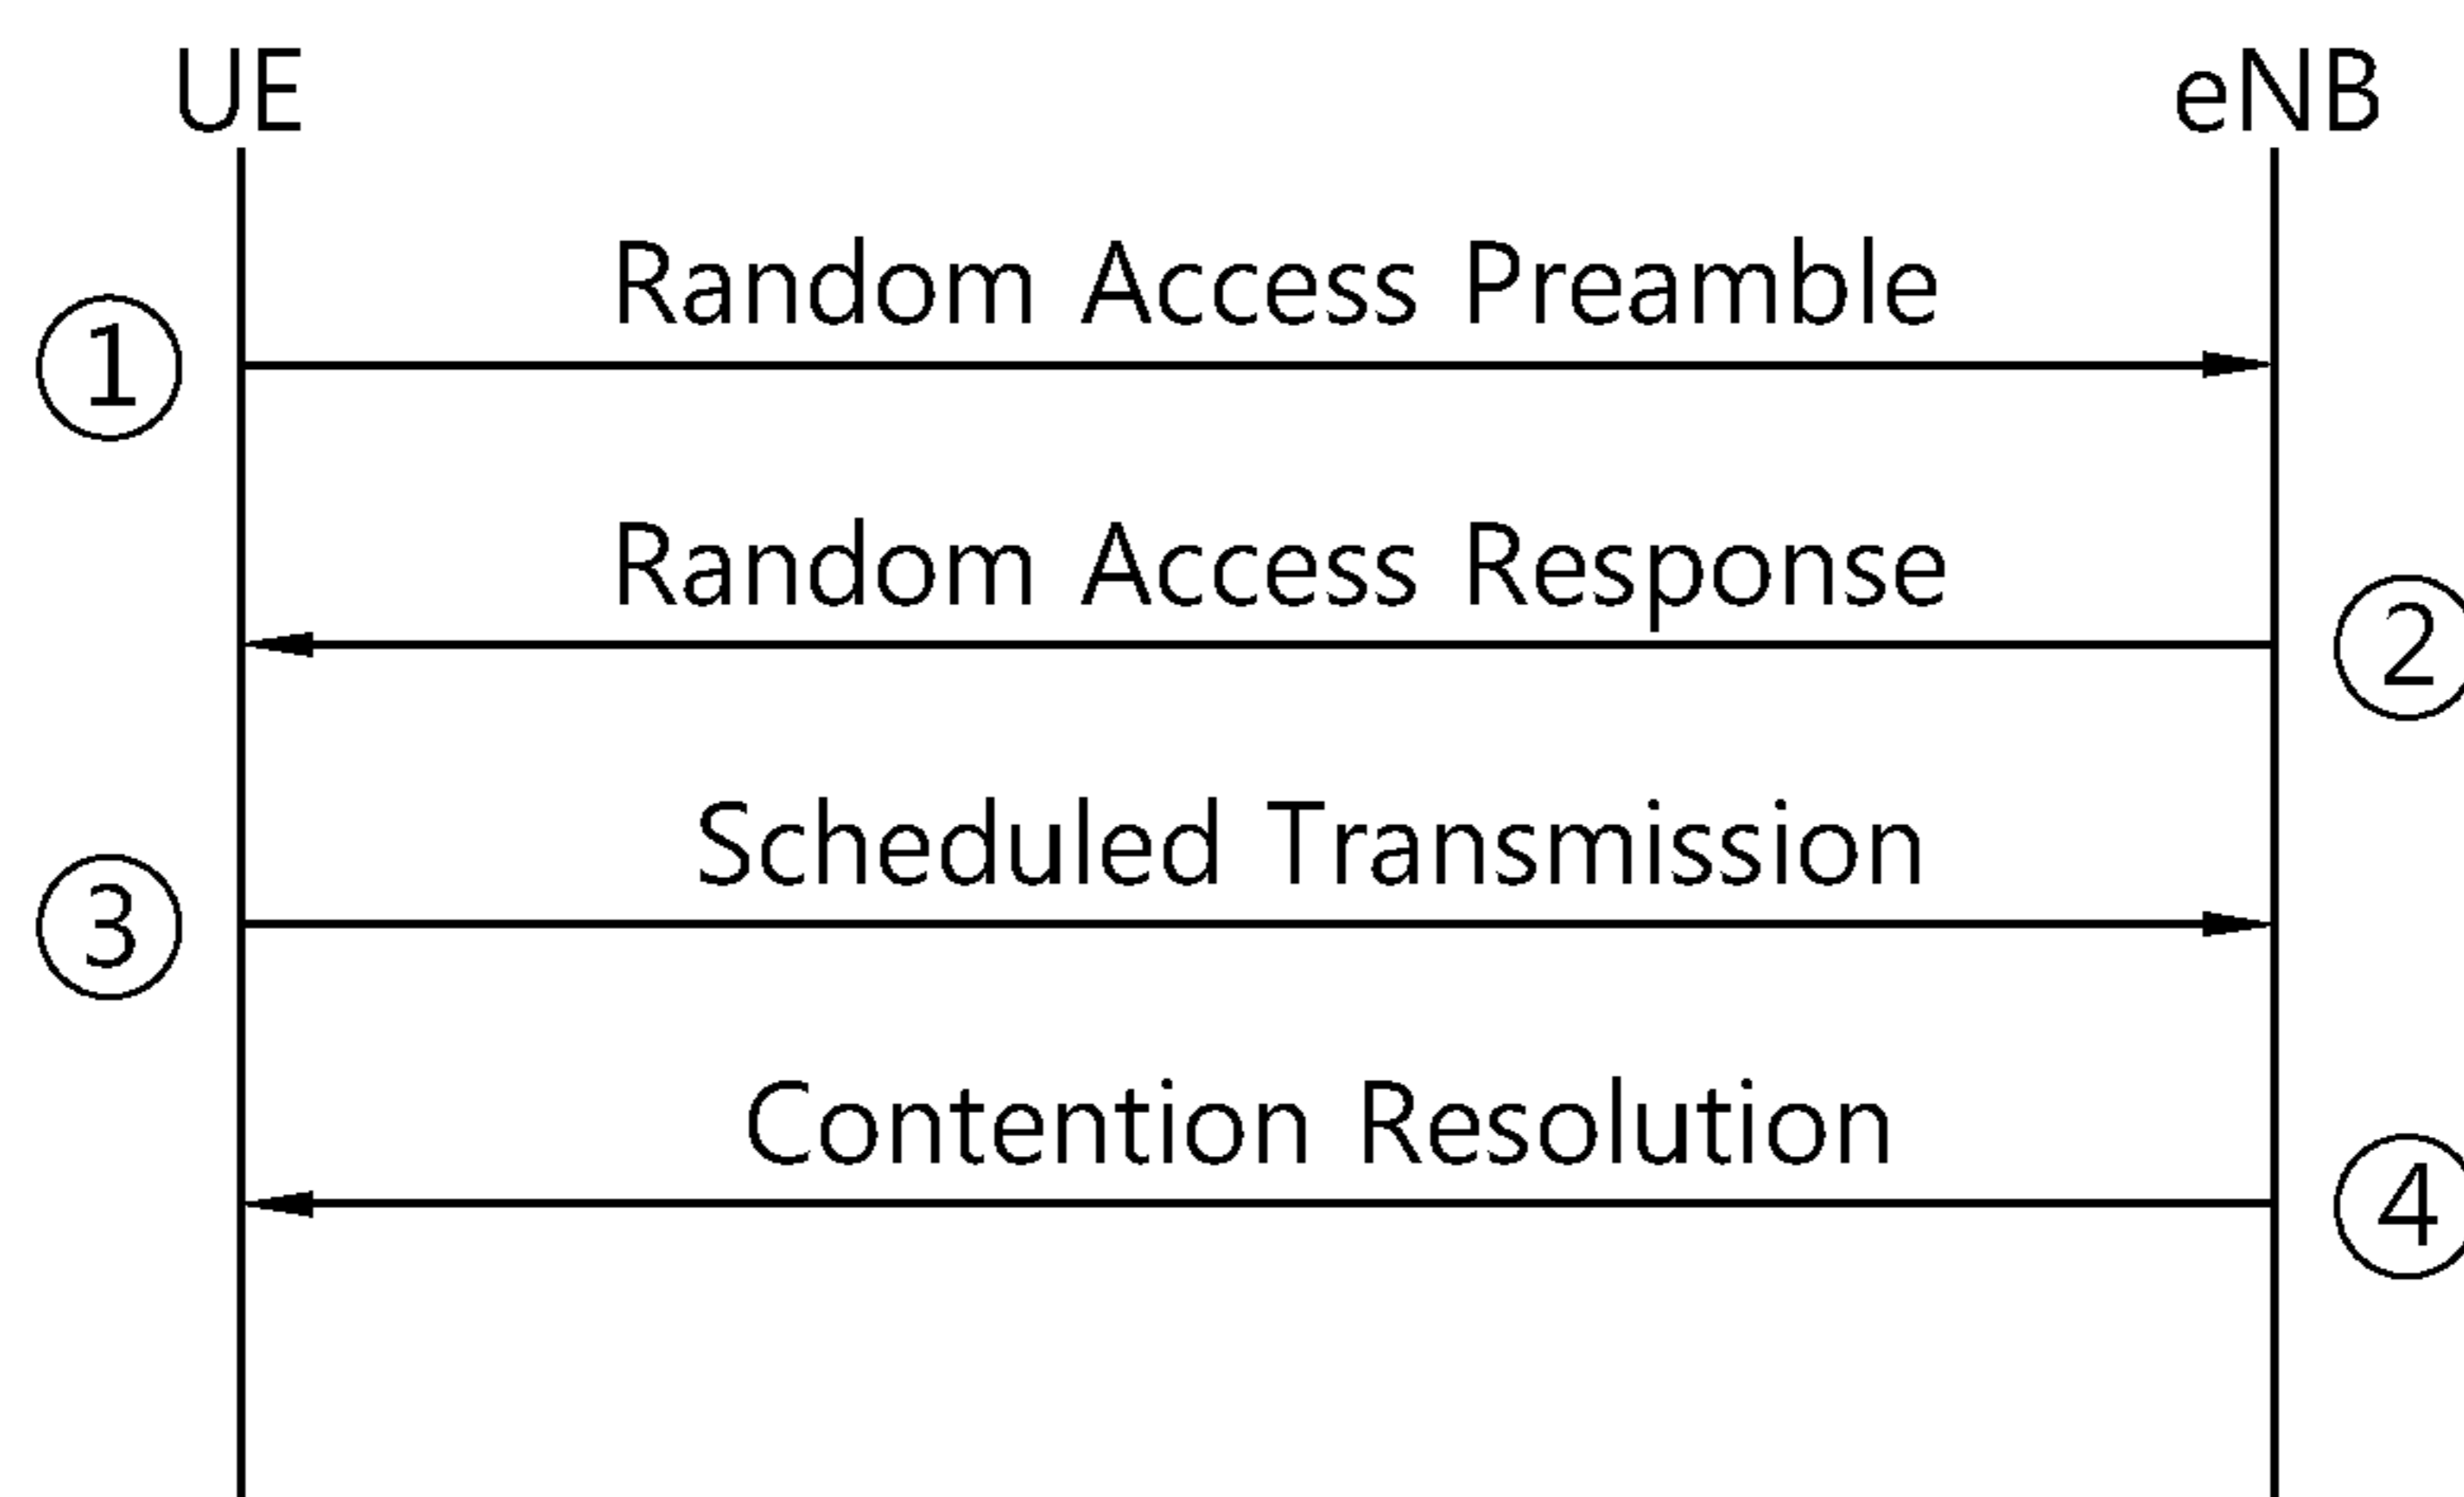 UE eNB
Random Access Preamble
①
Random Access Response
②
Scheduled Transmission
③
Contention Resolution
④